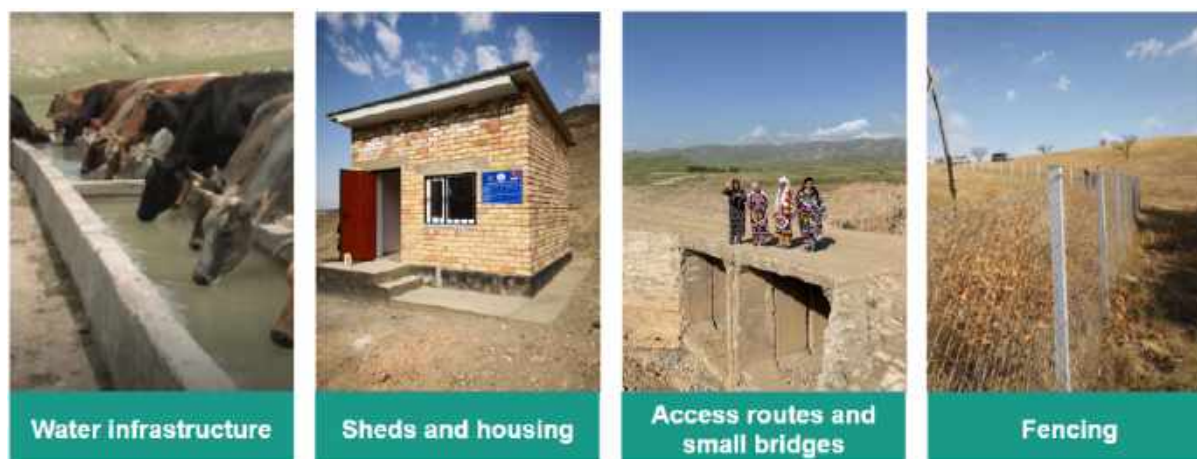 Water infrastructure
Sheds and housing
Access routes and
small bridges
Fencing